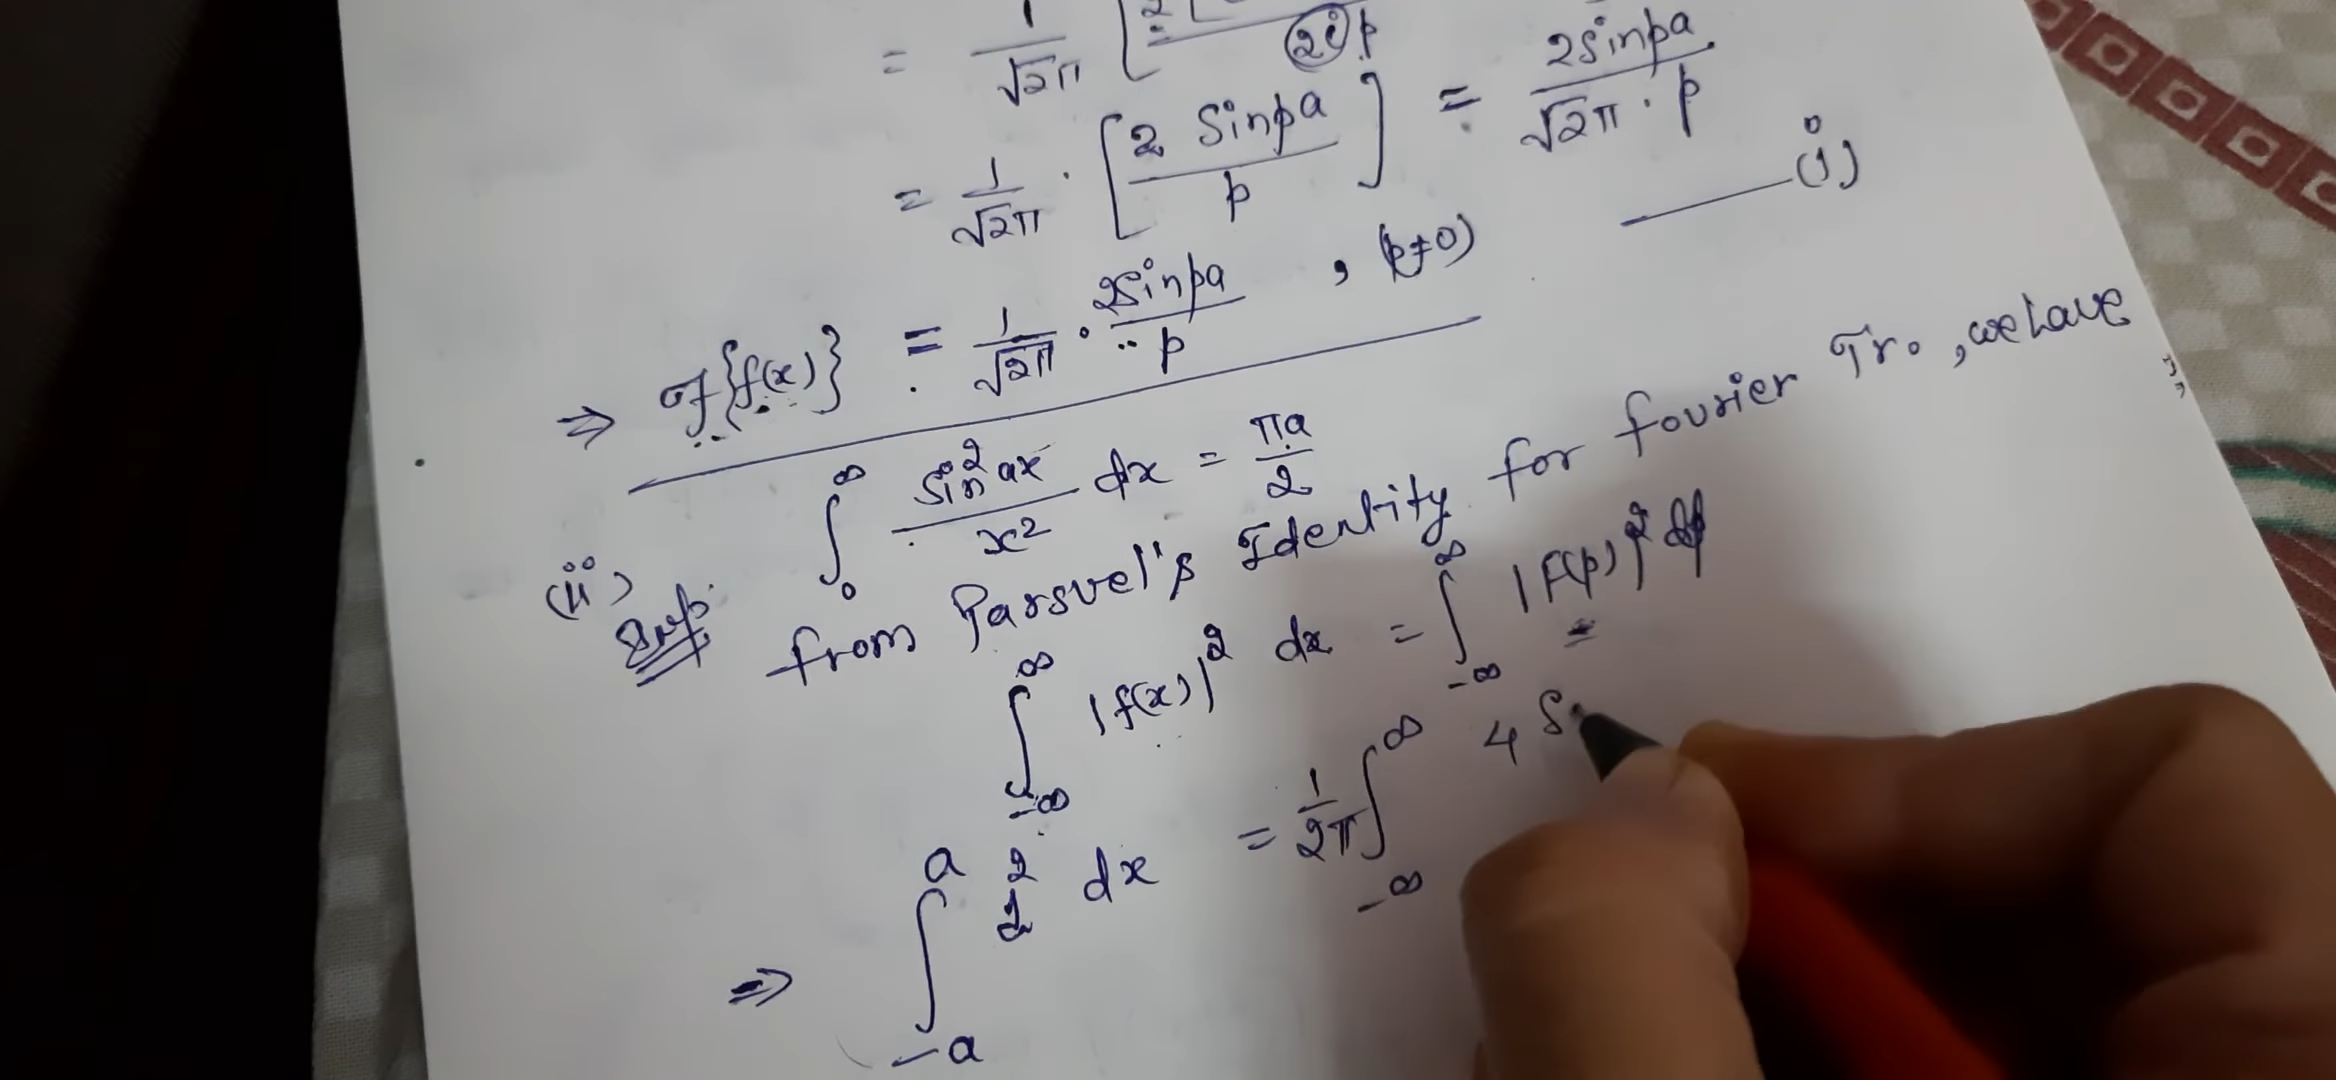 = 1/√2π [ 2 2i p
= 1/√2π · [2 Sinpa / p] = 2Sinpa / √2π · p
(i)
⇒ F{f(x)} = 1/√2π · 2Sinpa / p , (p≠0)
(ii) ∫₀^∞ Sin²ax / x² dx = πa/2
from Parsvel's Identity for fourier Tr. , we have
∫_{-∞}^{∞} |f(x)|² dx = ∫_{-∞}^{∞} |F(p)|² dp
⇒ ∫_{-a}^{a} 1² dx = 1/2π ∫_{-∞}^{∞} 4 S